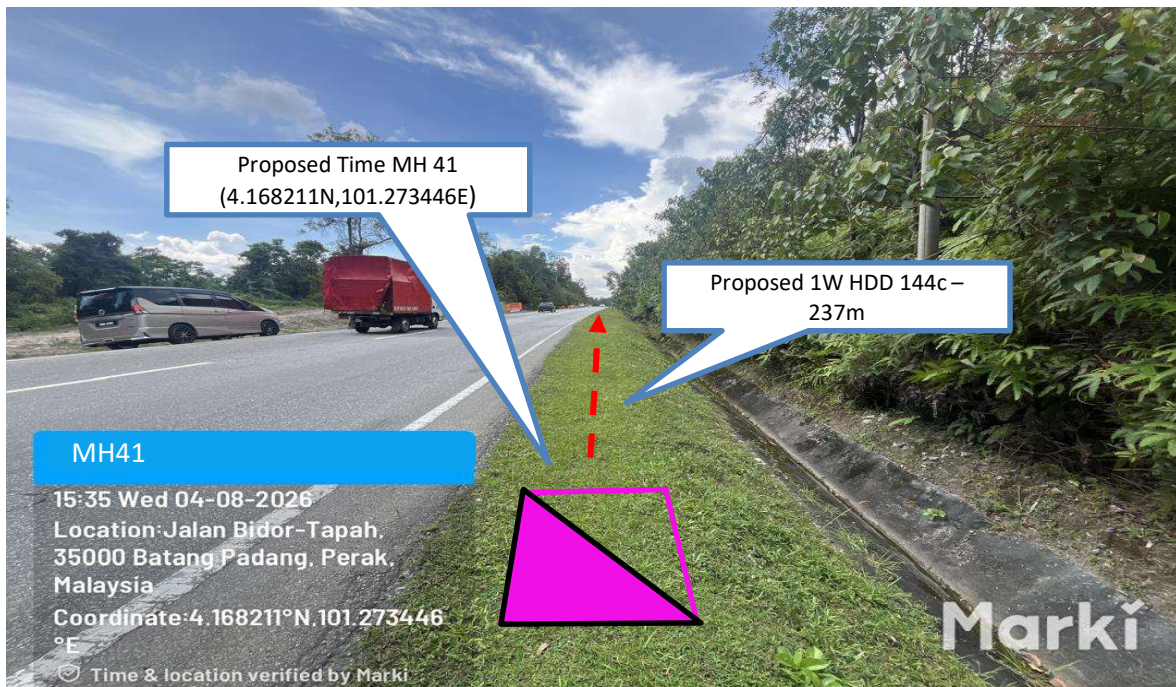 Proposed Time MH 41
(4.168211N,101.273446E)
Proposed 1W HDD 144c –
237m
MH41
15:35 Wed 04-08-2026
Location:Jalan Bidor-Tapah,
35000 Batang Padang, Perak,
Malaysia
Coordinate:4.168211°N,101.273446
°E
Time & location verified by Marki
Marki